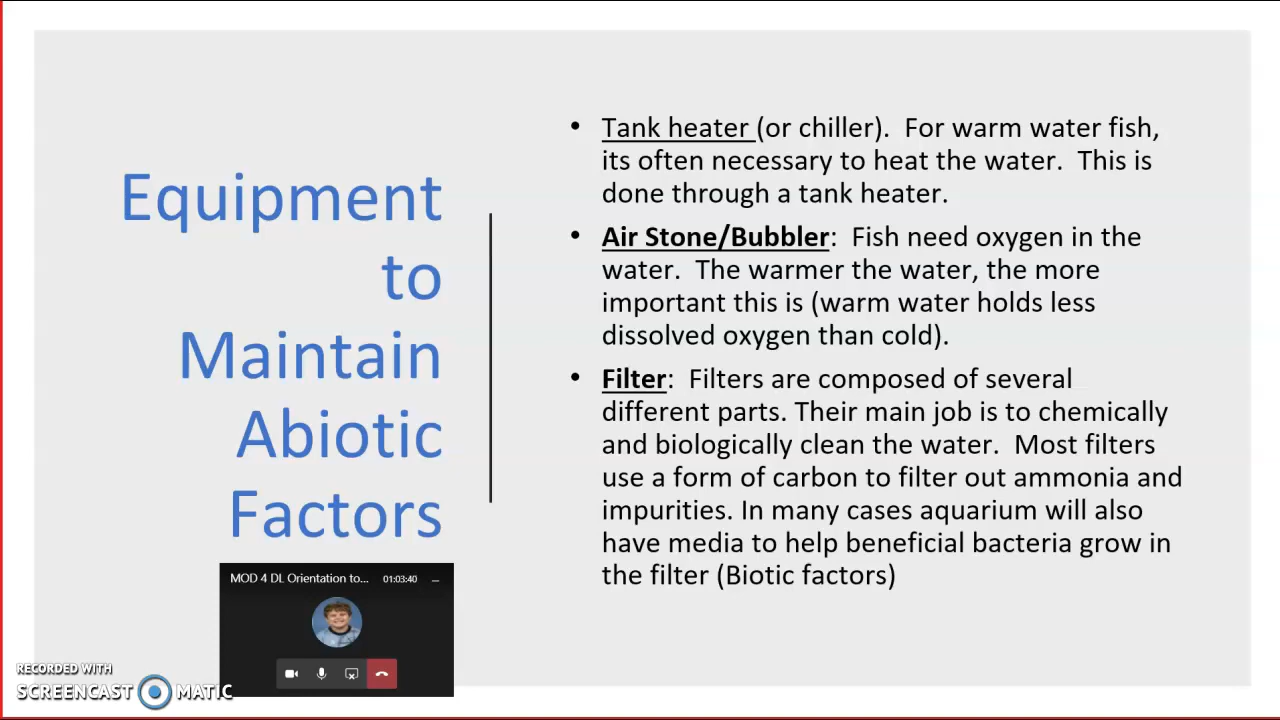 Equipment
to
Maintain
Abiotic
Factors
• Tank heater (or chiller).  For warm water fish,
its often necessary to heat the water.  This is
done through a tank heater.
• Air Stone/Bubbler:  Fish need oxygen in the
water.  The warmer the water, the more
important this is (warm water holds less
dissolved oxygen than cold).
• Filter:  Filters are composed of several
different parts. Their main job is to chemically
and biologically clean the water.  Most filters
use a form of carbon to filter out ammonia and
impurities. In many cases aquarium will also
have media to help beneficial bacteria grow in
the filter (Biotic factors)
MOD 4 DL Orientation to... 01:03:40
RECORDED WITH
SCREENCAST MATIC